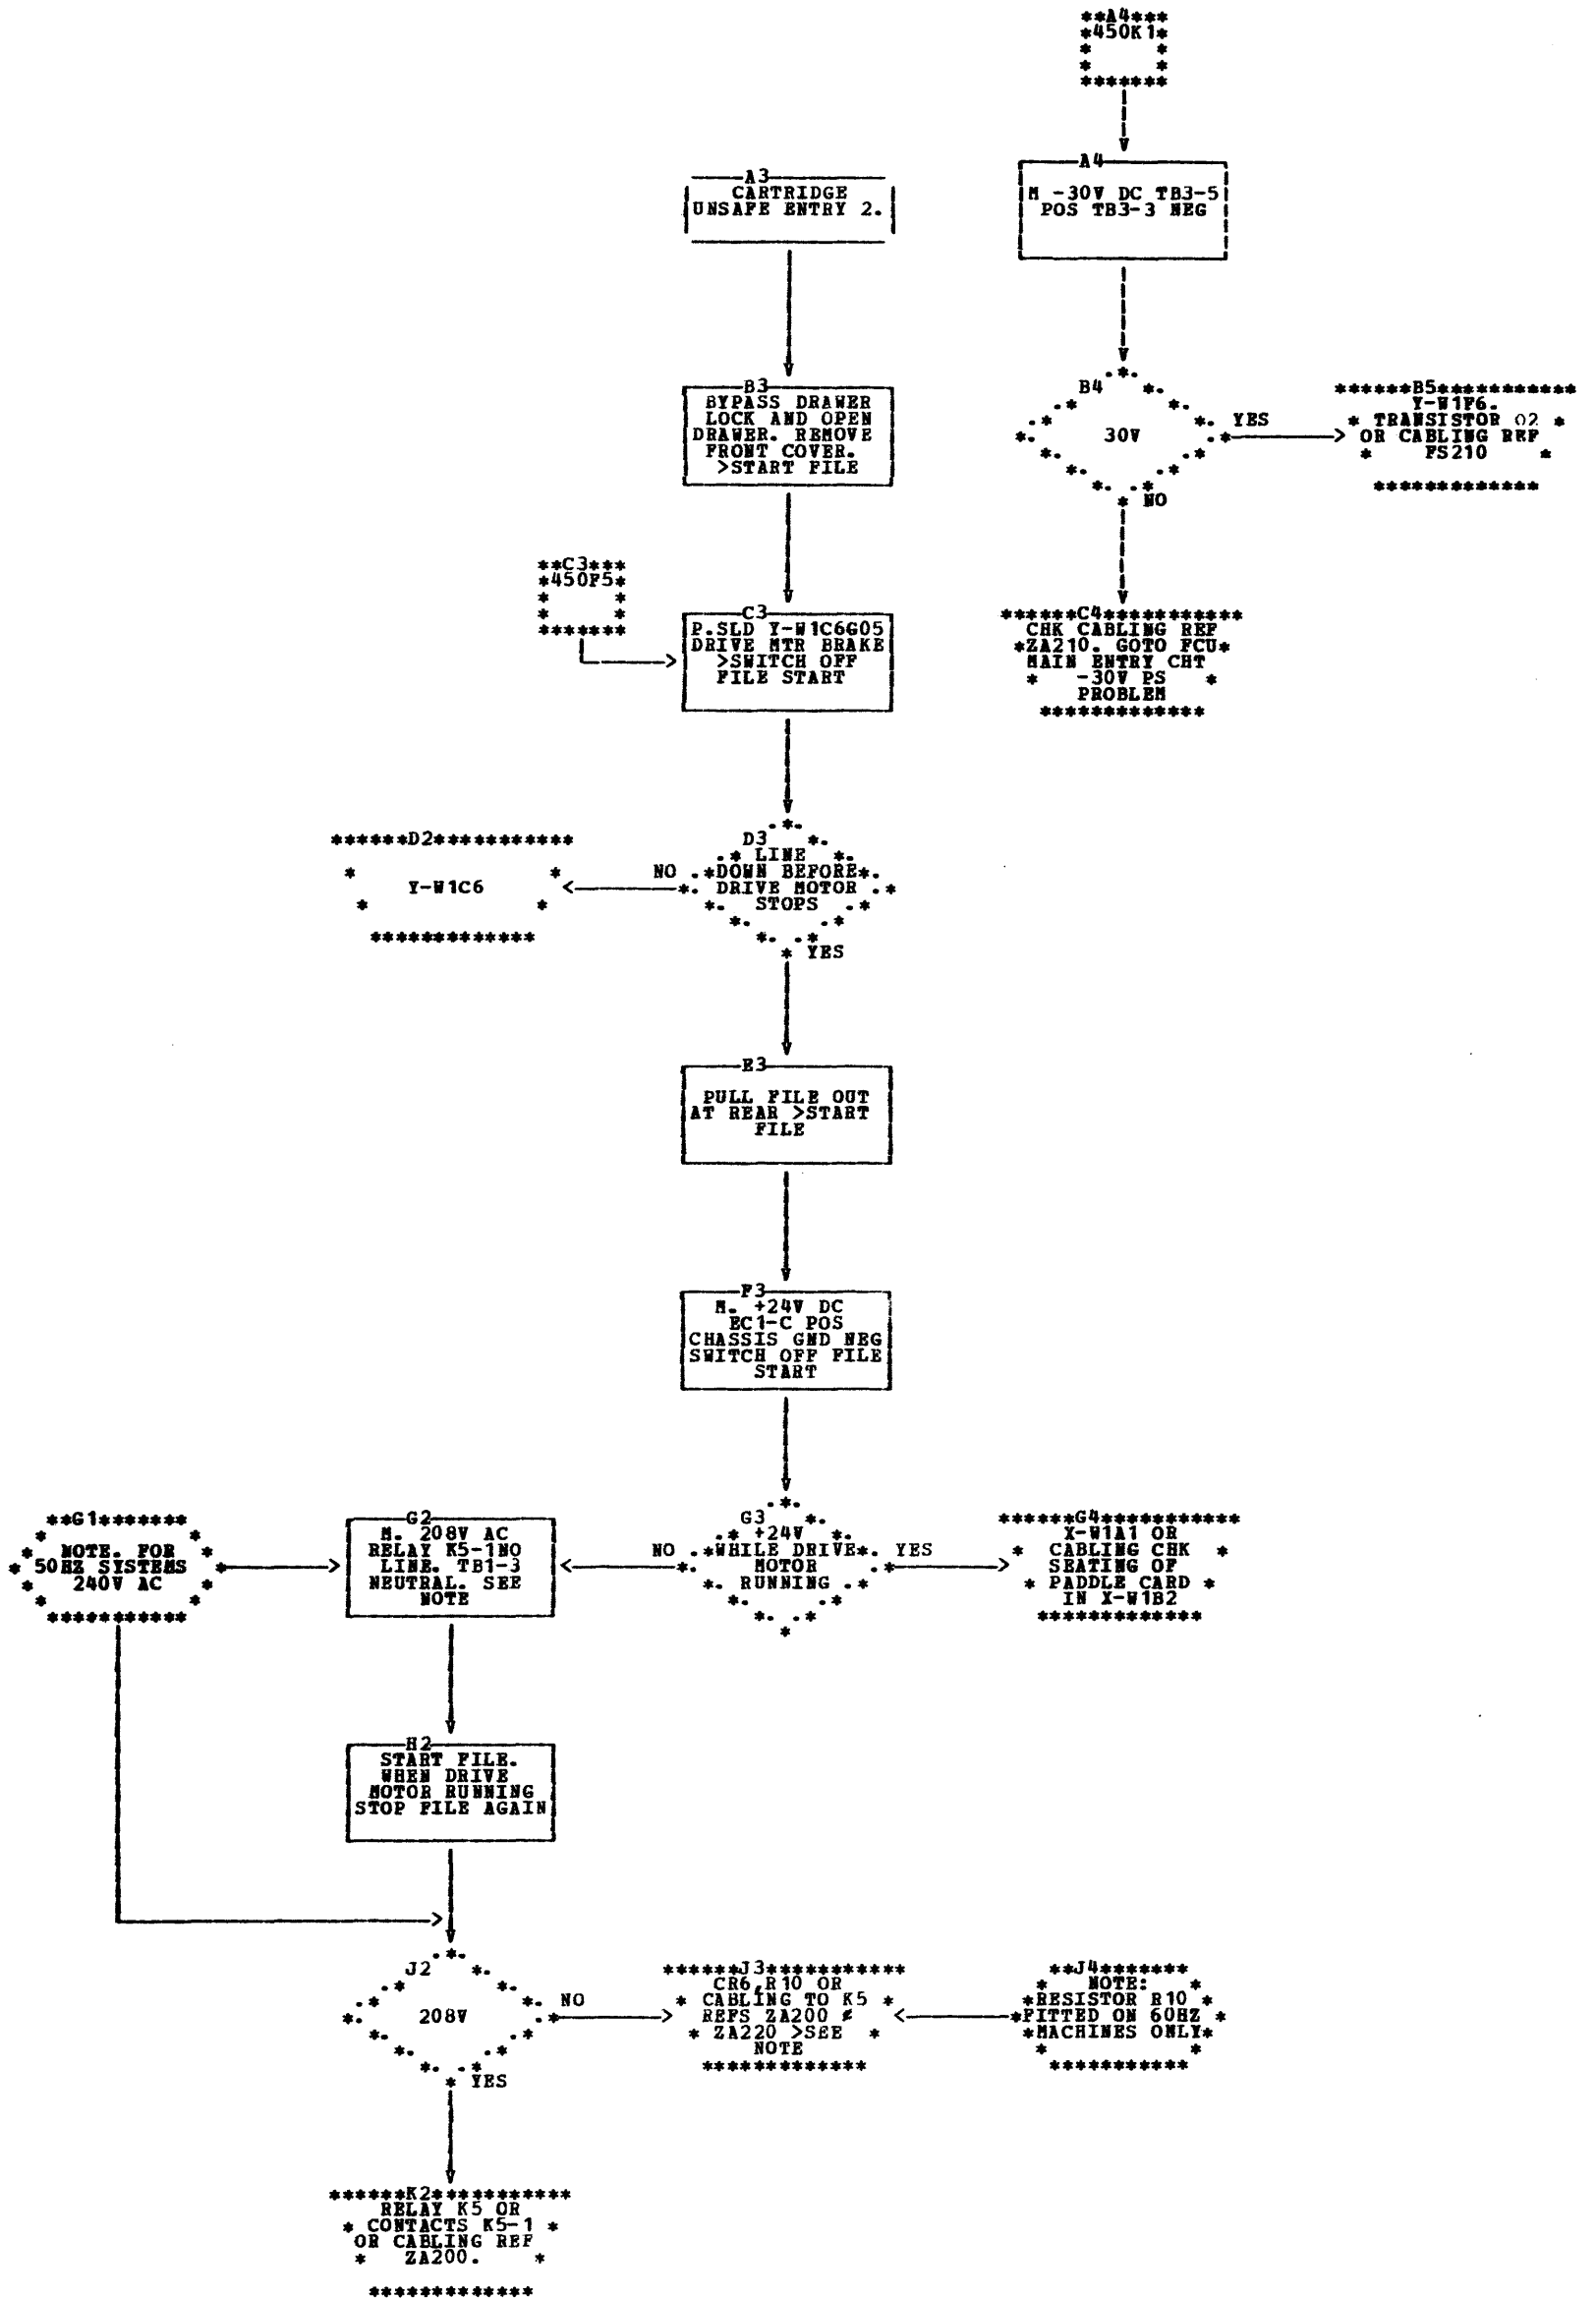 **A4***
*450K1*
* *
* *
*******
A4
M -30V DC TB3-5
POS TB3-3 NEG
A3
CARTRIDGE
UNSAFE ENTRY 2.
B3
BYPASS DRAWER
LOCK AND OPEN
DRAWER. REMOVE
FRONT COVER.
>START FILE
B4
30V
YES
NO
******B5***********
Y-W1F6.
* TRANSISTOR 02 *
OR CABLING REF
* FS210 *
*************
**C3***
*450F5*
* *
* *
*******
C3
P.SLD Y-W1C6G05
DRIVE MTR BRAKE
>SWITCH OFF
FILE START
******C4***********
CHK CABLING REF
*ZA210. GOTO FCU*
MAIN ENTRY CHT
* -30V PS *
PROBLEM
*************
******D2***********
* *
Y-W1C6
* *
*************
D3
LINE
DOWN BEFORE
DRIVE MOTOR
STOPS
NO
YES
E3
PULL FILE OUT
AT REAR >START
FILE
F3
M. +24V DC
EC1-C POS
CHASSIS GND NEG
SWITCH OFF FILE
START
**G1*******
* *
* NOTE. FOR *
* 50HZ SYSTEMS *
* 240V AC *
* *
***********
G2
M. 208V AC
RELAY K5-1NO
LINE. TB1-3
NEUTRAL. SEE
NOTE
G3
+24V
WHILE DRIVE
MOTOR
RUNNING
NO
YES
******G4***********
X-W1A1 OR
* CABLING CHK *
SEATING OF
* PADDLE CARD *
IN X-W1B2
*************
H2
START FILE.
WHEN DRIVE
MOTOR RUNNING
STOP FILE AGAIN
J2
208V
NO
YES
******J3***********
CR6,R10 OR
* CABLING TO K5 *
REFS ZA200 &
* ZA220 >SEE *
NOTE
*************
**J4*******
* NOTE: *
*RESISTOR R10 *
*FITTED ON 60HZ *
*MACHINES ONLY*
* *
***********
******K2***********
RELAY K5 OR
* CONTACTS K5-1 *
OR CABLING REF
* ZA200. *
*************